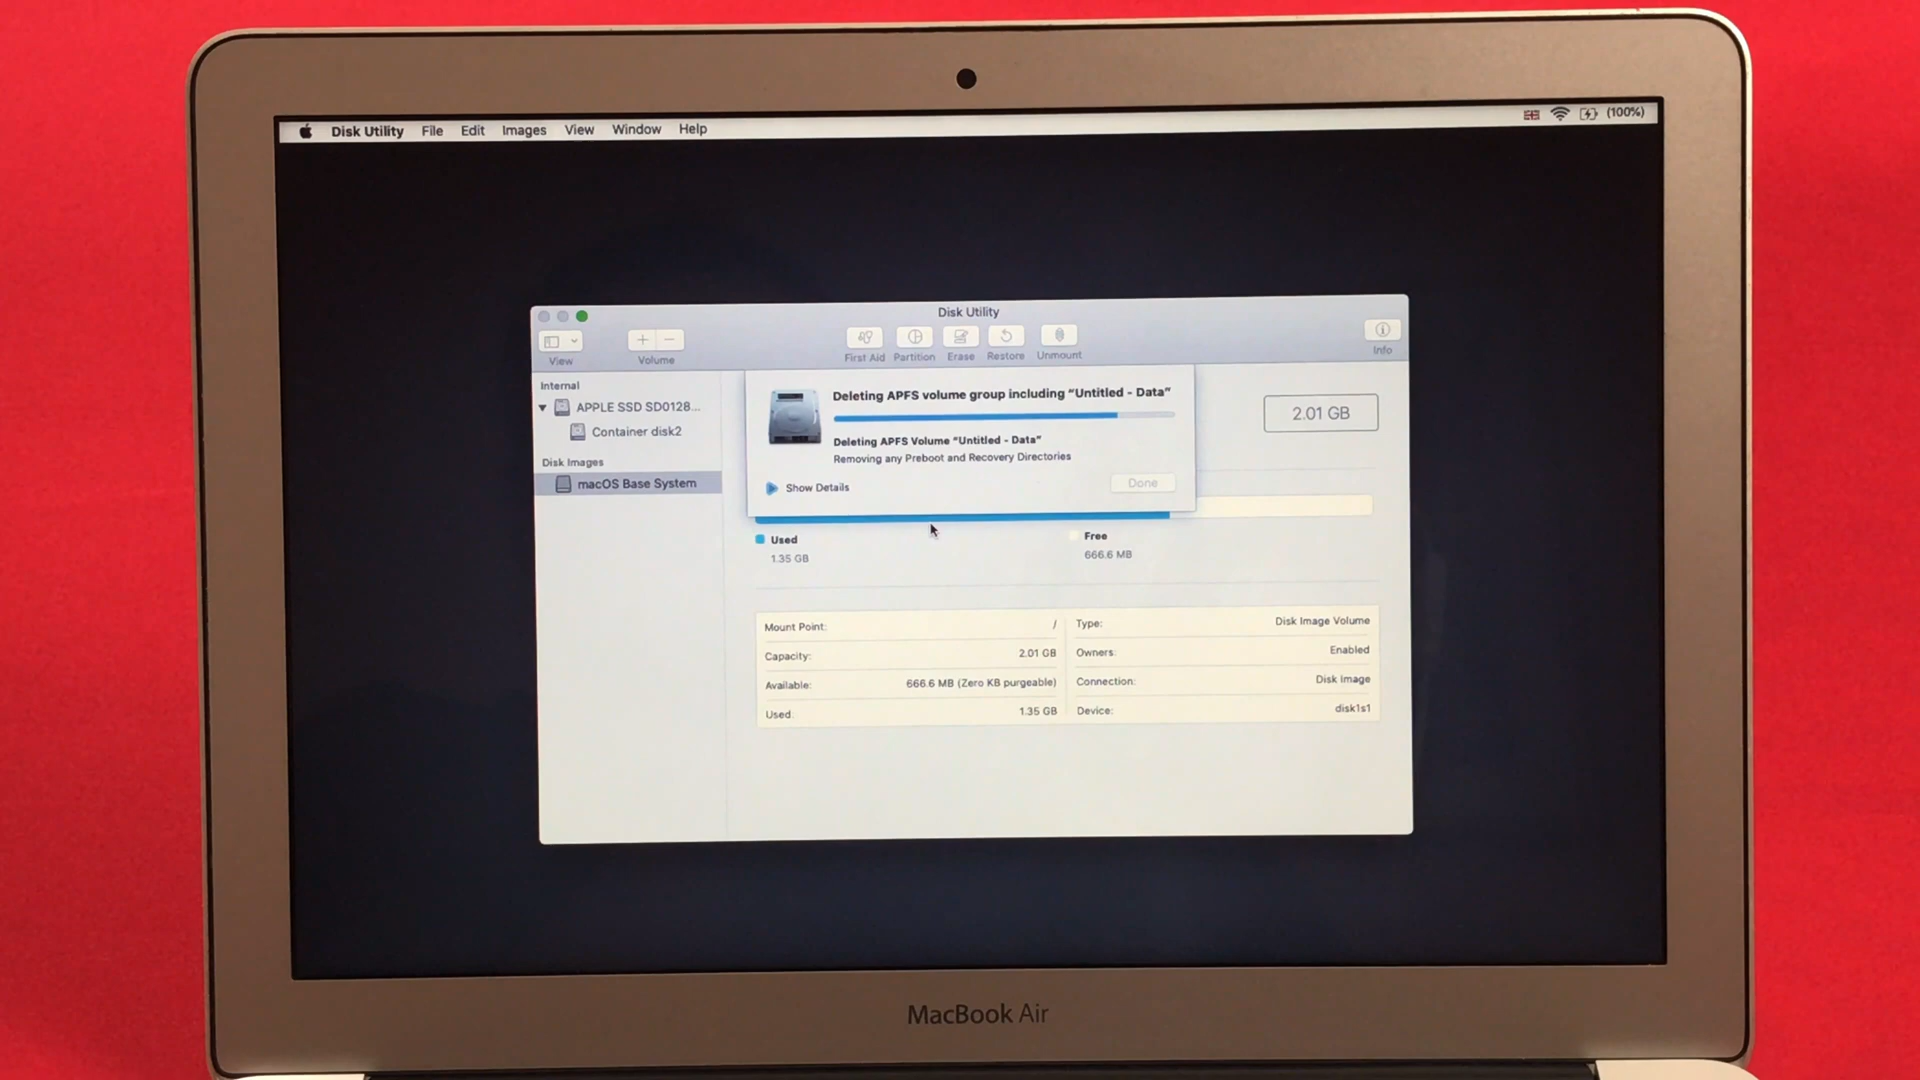 Disk Utility File Edit Images View Window Help (100%)
Disk Utility
View Volume First Aid Partition Erase Restore Unmount Info
Internal
APPLE SSD SD0128...
Container disk2
Disk Images
macOS Base System
Deleting APFS volume group including “Untitled - Data”
Deleting APFS Volume “Untitled - Data”
Removing any Preboot and Recovery Directories
Show Details
Done
2.01 GB
Used
1.35 GB
Free
666.6 MB
Mount Point: /
Capacity: 2.01 GB
Available: 666.6 MB (Zero KB purgeable)
Used: 1.35 GB
Type: Disk Image Volume
Owners: Enabled
Connection: Disk Image
Device: disk1s1
MacBook Air